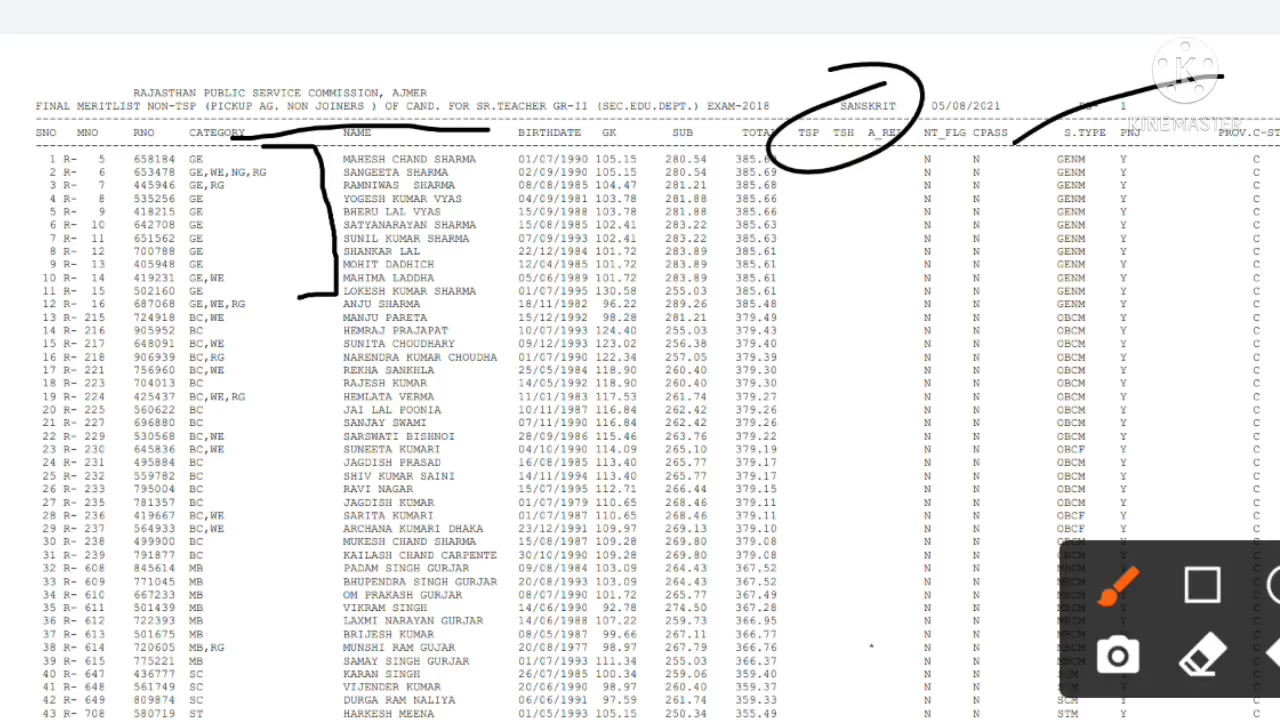 KINEMASTER
RAJASTHAN PUBLIC SERVICE COMMISSION, AJMER
FINAL MERITLIST NON-TSP (PICKUP AG. NON JOINERS ) OF CAND. FOR SR.TEACHER GR-II (SEC.EDU.DEPT.) EXAM-2018 SANSKRIT 05/08/2021 1
SNO MNO RNO CATEGORY NAME BIRTHDATE GK SUB TOTAL TSP TSH NT_FLG CPASS S.TYPE PNJ PROV.C-ST
1 R- 5 658184 GE MAHESH CHAND SHARMA 01/07/1990 105.15 280.54 385.69 N N GENM Y C
2 R- 6 653478 GE,WE,NG,RG SANGEETA SHARMA 02/09/1990 105.15 280.54 385.69 N N GENM Y C
3 R- 7 445946 GE,RG RAMNIWAS SHARMA 08/08/1985 104.47 281.21 385.68 N N GENM Y C
4 R- 8 535256 GE YOGESH KUMAR VYAS 04/09/1981 103.78 281.88 385.66 N N GENM Y C
5 R- 9 418215 GE BHERU LAL VYAS 15/09/1988 103.78 281.88 385.66 N N GENM Y C
6 R- 10 642708 GE SATYANARAYAN SHARMA 15/08/1985 102.41 283.22 385.63 N N GENM Y C
7 R- 11 651562 GE SUNIL KUMAR SHARMA 07/09/1993 102.41 283.22 385.63 N N GENM Y C
8 R- 12 700788 GE SHANKAR LAL 22/12/1984 101.72 283.89 385.61 N N GENM Y C
9 R- 13 405948 GE MOHIT DADHICH 12/04/1985 101.72 283.89 385.61 N N GENM Y C
10 R- 14 419231 GE,WE MAHIMA LADDHA 05/06/1989 101.72 283.89 385.61 N N GENM Y C
11 R- 15 502160 GE LOKESH KUMAR SHARMA 01/07/1995 130.58 255.03 385.61 N N GENM Y C
12 R- 16 687068 GE,WE,RG ANJU SHARMA 18/11/1982 96.22 289.26 385.48 N N GENM Y C
13 R- 215 724918 BC,WE MANJU PARETA 15/12/1992 98.28 281.21 379.49 N N OBCM Y C
14 R- 216 905952 BC HEMRAJ PRAJAPAT 10/07/1993 124.40 255.03 379.43 N N OBCM Y C
15 R- 217 648091 BC,WE SUNITA CHOUDHARY 09/12/1993 123.02 256.38 379.40 N N OBCM Y C
16 R- 218 906939 BC,RG NARENDRA KUMAR CHOUDHA 01/07/1990 122.34 257.05 379.39 N N OBCM Y C
17 R- 221 756960 BC,WE REKHA SANKHLA 25/05/1984 118.90 260.40 379.30 N N OBCM Y C
18 R- 223 704013 BC RAJESH KUMAR 14/05/1992 118.90 260.40 379.30 N N OBCM Y C
19 R- 224 425437 BC,WE,RG HEMLATA VERMA 11/01/1983 117.53 261.74 379.27 N N OBCM Y C
20 R- 225 560622 BC JAI LAL POONIA 10/11/1987 116.84 262.42 379.26 N N OBCM Y C
21 R- 227 696880 BC SANJAY SWAMI 07/11/1990 116.84 262.42 379.26 N N OBCM Y C
22 R- 229 530568 BC,WE SARSWATI BISHNOI 28/09/1986 115.46 263.76 379.22 N N OBCM Y C
23 R- 230 645836 BC,WE SUNEETA KUMARI 04/10/1990 114.09 265.10 379.19 N N OBCF Y C
24 R- 231 495884 BC JAGDISH PRASAD 16/08/1985 113.40 265.77 379.17 N N OBCM Y C
25 R- 232 559782 BC SHIV KUMAR SAINI 14/11/1994 113.40 265.77 379.17 N N OBCM Y C
26 R- 233 795004 BC RAVI NAGAR 15/07/1995 112.71 266.44 379.15 N N OBCM Y C
27 R- 235 781357 BC JAGDISH KUMAR 01/07/1979 110.65 268.46 379.11 N N OBCM Y C
28 R- 236 419667 BC,WE SARITA KUMARI 01/07/1987 110.65 268.46 379.11 N N OBCF Y C
29 R- 237 564933 BC,WE ARCHANA KUMARI DHAKA 23/12/1991 109.97 269.13 379.10 N N OBCF Y C
30 R- 238 499900 BC MUKESH CHAND SHARMA 15/08/1987 109.28 269.80 379.08 N N OBCM Y C
31 R- 239 791877 BC KAILASH CHAND CARPENTE 30/10/1990 109.28 269.80 379.08 N N
32 R- 608 845614 MB PADAM SINGH GURJAR 09/08/1984 103.09 264.43 367.52 N N
33 R- 609 771045 MB BHUPENDRA SINGH GURJAR 20/08/1993 103.09 264.43 367.52 N N
34 R- 610 667233 MB OM PRAKASH GURJAR 08/07/1990 101.72 265.77 367.49 N N
35 R- 611 501439 MB VIKRAM SINGH 14/06/1990 92.78 274.50 367.28 N N
36 R- 612 722393 MB LAXMI NARAYAN GURJAR 14/06/1988 107.22 259.73 366.95 N N
37 R- 613 501675 MB BRIJESH KUMAR 08/05/1987 99.66 267.11 366.77 N N
38 R- 614 720605 MB,RG MUNSHI RAM GUJAR 20/08/1977 98.97 267.79 366.76 * N N
39 R- 615 775221 MB SAMAY SINGH GURJAR 01/07/1993 111.34 255.03 366.37 N N
40 R- 647 436777 SC KARAN SINGH 26/07/1985 100.34 259.06 359.40 N N
41 R- 648 561749 SC VIJENDER KUMAR 20/06/1990 98.97 260.40 359.37 N N
42 R- 649 809874 SC DURGA RAM NALIYA 06/06/1991 97.59 261.74 359.33 N N SCM Y C
43 R- 708 580719 ST HARKESH MEENA 01/05/1993 105.15 250.34 355.49 N N STM Y C